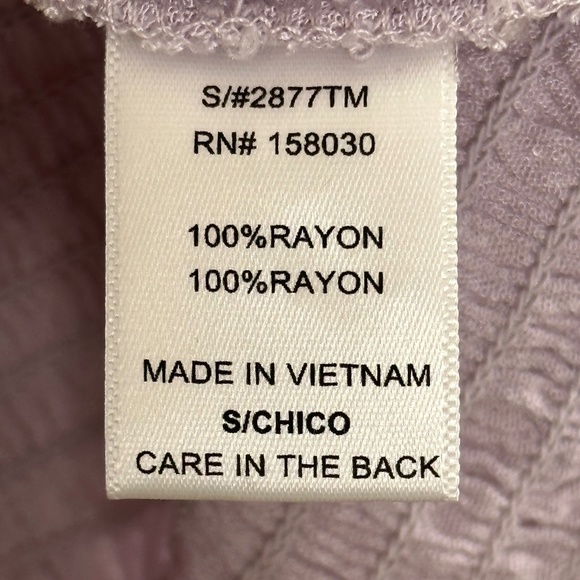 S/#2877TM
RN# 158030
100%RAYON
100%RAYON
MADE IN VIETNAM
S/CHICO
CARE IN THE BACK